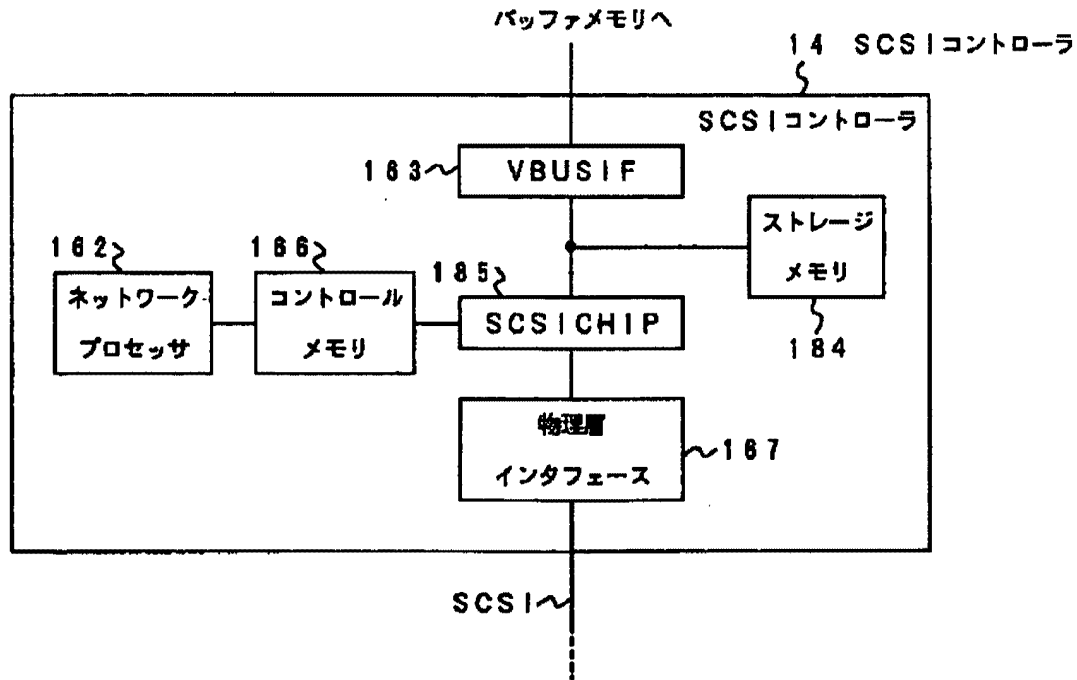 バッファメモリへ
14 SCSIコントローラ
SCSIコントローラ
163
VBUSIF
ストレージ
メモリ
184
162
ネットワーク
プロセッサ
166
コントロール
メモリ
185
SCSICHIP
物理層
インタフェース
167
SCSI